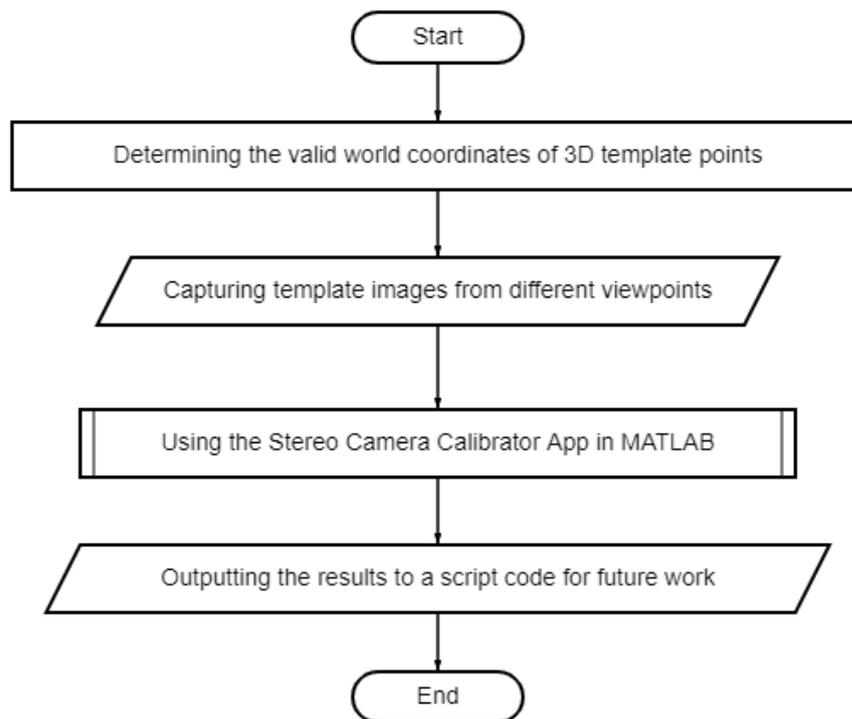 Start
Determining the valid world coordinates of 3D template points
Capturing template images from different viewpoints
Using the Stereo Camera Calibrator App in MATLAB
Outputting the results to a script code for future work
End